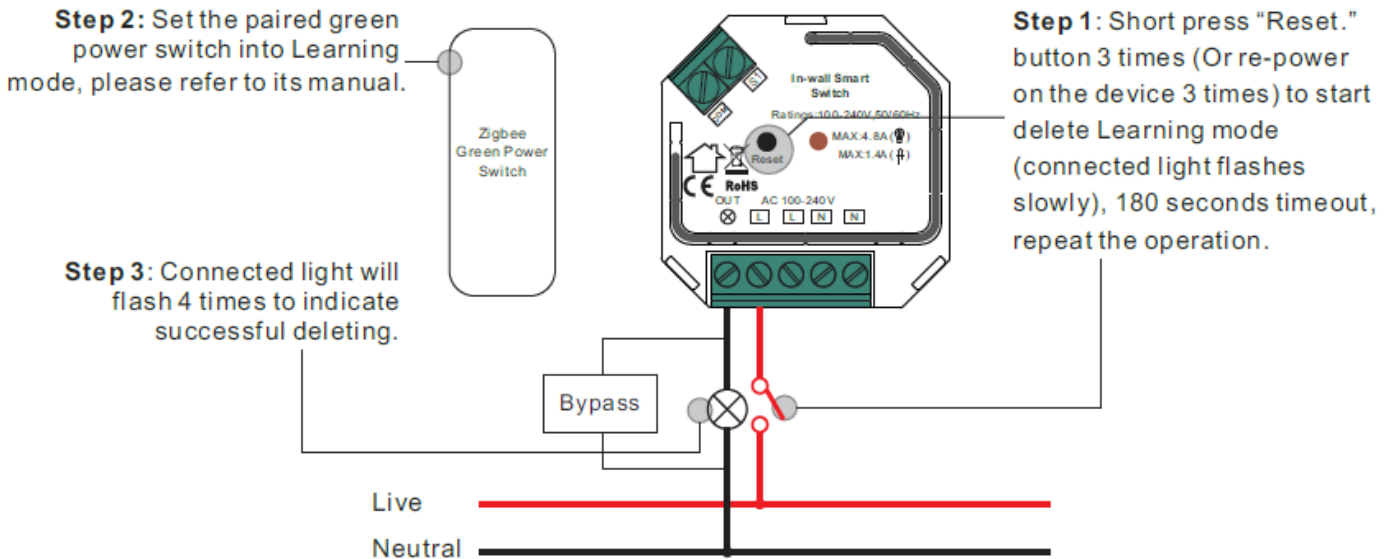 Step 2: Set the paired green
power switch into Learning
mode, please refer to its manual.
Zigbee
Green Power
Switch
Step 3: Connected light will
flash 4 times to indicate
successful deleting.
S1
COM
In-wall Smart
Switch
Ratings:100-240V,50/60Hz
MAX:4.8A ( )
MAX:1.4A ( )
Reset
CE RoHS
OUT AC 100-240V
L L N N
Step 1: Short press “Reset.”
button 3 times (Or re-power
on the device 3 times) to start
delete Learning mode
(connected light flashes
slowly), 180 seconds timeout,
repeat the operation.
Bypass
Live
Neutral